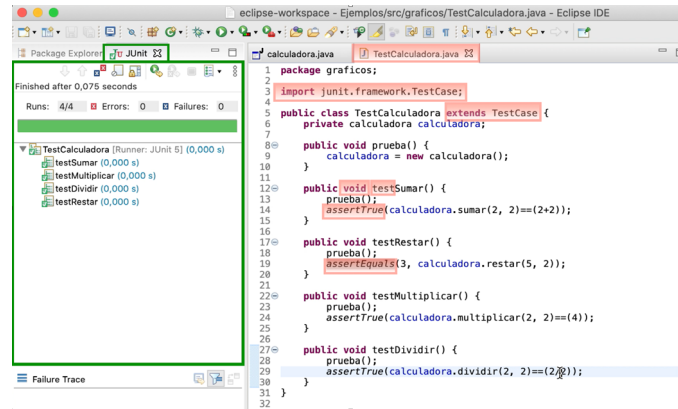 eclipse-workspace - Ejemplos/src/graficos/TestCalculadora.java - Eclipse IDE
Package Explorer JUnit
Finished after 0,075 seconds
Runs: 4/4 Errors: 0 Failures: 0
TestCalculadora [Runner: JUnit 5] (0,000 s)
testSumar (0,000 s)
testMultiplicar (0,000 s)
testDividir (0,000 s)
testRestar (0,000 s)
Failure Trace
calculadora.java TestCalculadora.java
1 package graficos;
2
3 import junit.framework.TestCase;
4
5 public class TestCalculadora extends TestCase {
6 private calculadora calculadora;
7
8 public void prueba() {
9 calculadora = new calculadora();
10 }
11
12 public void testSumar() {
13 prueba();
14 assertTrue(calculadora.sumar(2, 2)==(2+2));
15 }
16
17 public void testRestar() {
18 prueba();
19 assertEquals(3, calculadora.restar(5, 2));
20 }
21
22 public void testMultiplicar() {
23 prueba();
24 assertTrue(calculadora.multiplicar(2, 2)==(4));
25 }
26
27 public void testDividir() {
28 prueba();
29 assertTrue(calculadora.dividir(2, 2)==(2/2));
30 }
31 }
32